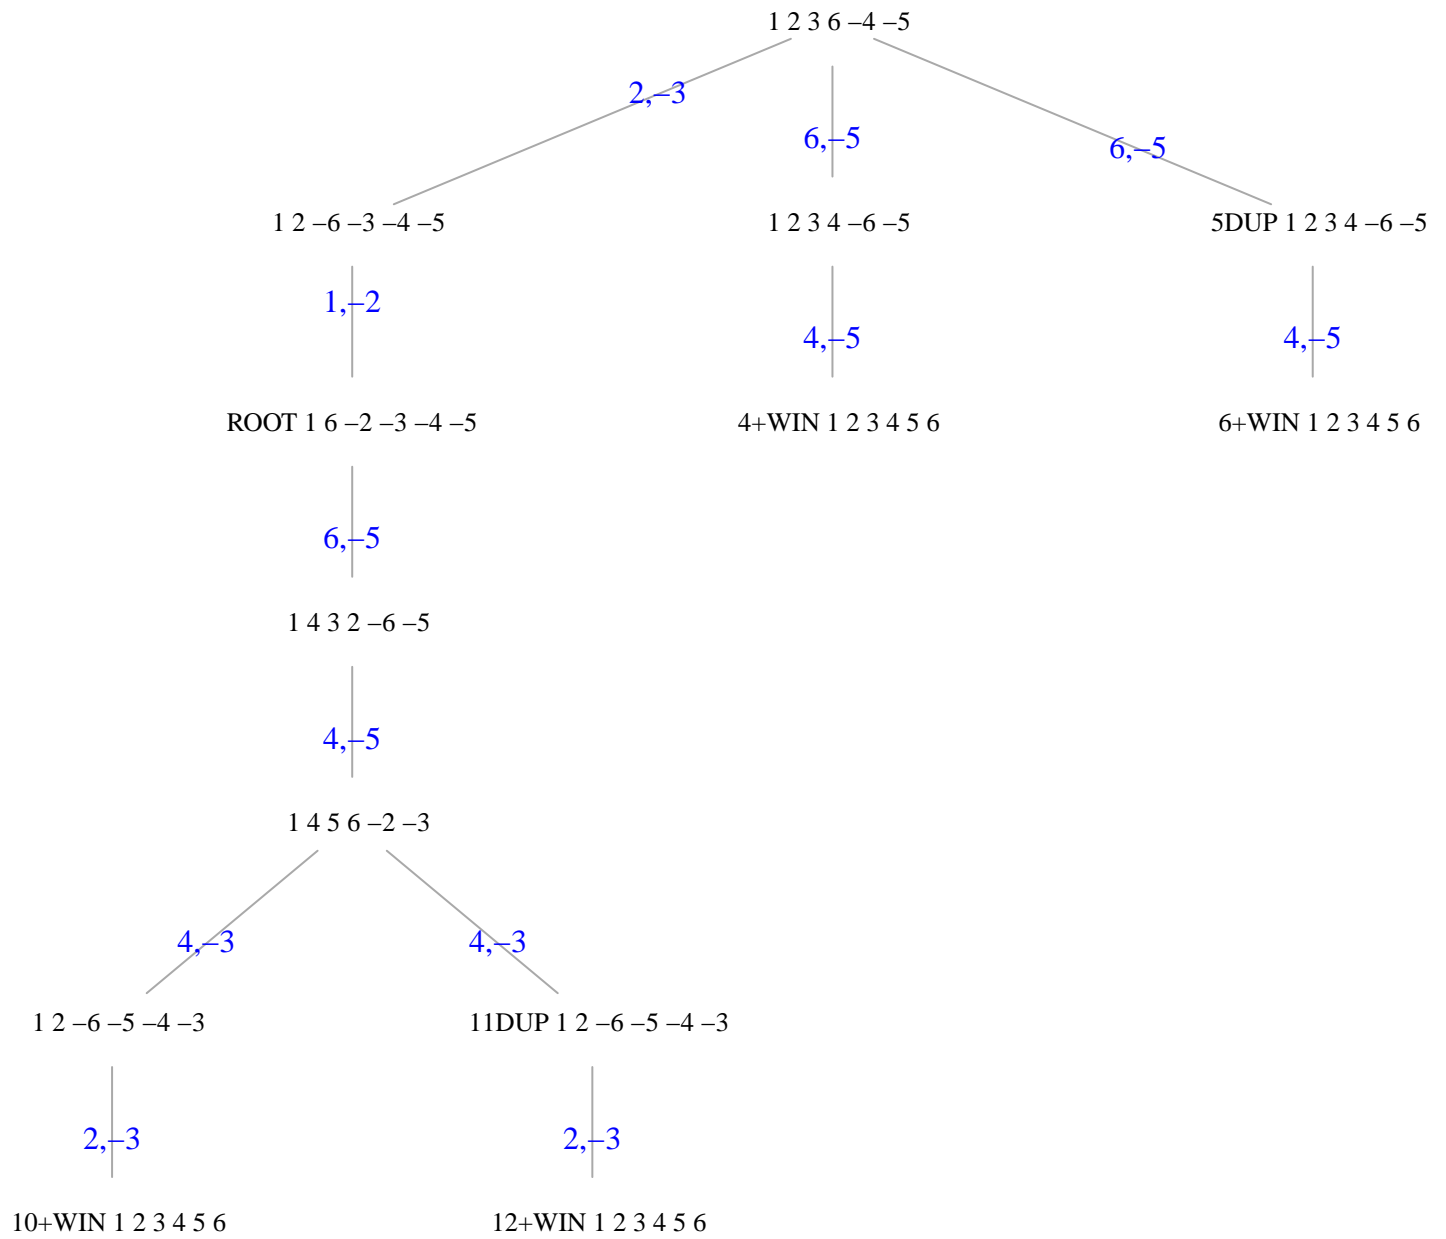 1 2 3 6 –4 –5
2,–3
6,–5
6,–5
1 2 –6 –3 –4 –5
1 2 3 4 –6 –5
5DUP 1 2 3 4 –6 –5
1,–2
4,–5
4,–5
ROOT 1 6 –2 –3 –4 –5
4+WIN 1 2 3 4 5 6
6+WIN 1 2 3 4 5 6
6,–5
1 4 3 2 –6 –5
4,–5
1 4 5 6 –2 –3
4,–3
4,–3
1 2 –6 –5 –4 –3
11DUP 1 2 –6 –5 –4 –3
2,–3
2,–3
10+WIN 1 2 3 4 5 6
12+WIN 1 2 3 4 5 6